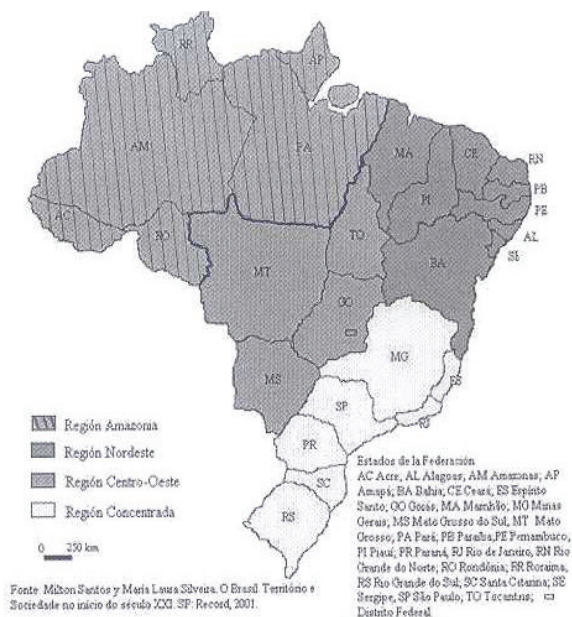 RR
AP
AM
PA
MA
CE
RN
PI
PB
PE
AC
RO
TO
AL
SE
MT
BA
GO
MG
MS
ES
SP
RJ
PR
SC
RS
Región Amazonia
Región Nordeste
Región Centro-Oeste
Región Concentrada
0 250 km
Fonte: Milton Santos y María Laura Silveira. O Brasil Território e
Sociedade no início do século XXI. SP: Record, 2001.
Estados de la Federación
AC Acre, AL Alagoas, AM Amazonas; AP
Amapá; BA Bahia; CE Ceará; ES Espírito
Santo; GO Goiás, MA Maranhão; MG Minas
Gerais; MS Mato Grosso do Sul, MT Mato
Grosso; PA Pará; PB Paraíba,PE Pernambuco,
PI Piauí; PR Paraná, RJ Rio de Janeiro, RN Rio
Grande do Norte; RO Rondônia; RR Roraima,
RS Rio Grande do Sul; SC Santa Catarina; SE
Sergipe, SP São Paulo; TO Tocantins;
Distrito Federal